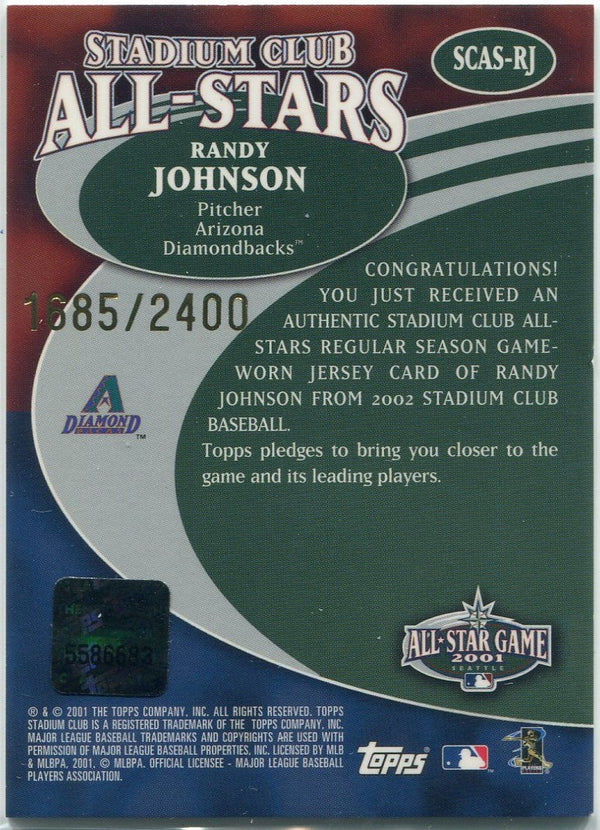 STADIUM CLUB
ALL-STARS
SCAS-RJ
RANDY
JOHNSON
Pitcher
Arizona
Diamondbacks™
1685/2400
CONGRATULATIONS!
YOU JUST RECEIVED AN
AUTHENTIC STADIUM CLUB ALL-
STARS REGULAR SEASON GAME-
WORN JERSEY CARD OF RANDY
JOHNSON FROM 2002 STADIUM CLUB
BASEBALL.
Topps pledges to bring you closer to the
game and its leading players.
A
DIAMOND
BACKS
™
THE
5586683
ALL★STAR GAME
2001
SEATTLE
® & © 2001 THE TOPPS COMPANY, INC. ALL RIGHTS RESERVED. TOPPS
STADIUM CLUB IS A REGISTERED TRADEMARK OF THE TOPPS COMPANY, INC.
MAJOR LEAGUE BASEBALL TRADEMARKS AND COPYRIGHTS ARE USED WITH
PERMISSION OF MAJOR LEAGUE BASEBALL PROPERTIES, INC. LICENSED BY MLB
& MLBPA, 2001. © MLBPA. OFFICIAL LICENSEE - MAJOR LEAGUE BASEBALL
PLAYERS ASSOCIATION.
topps
PLAYERS